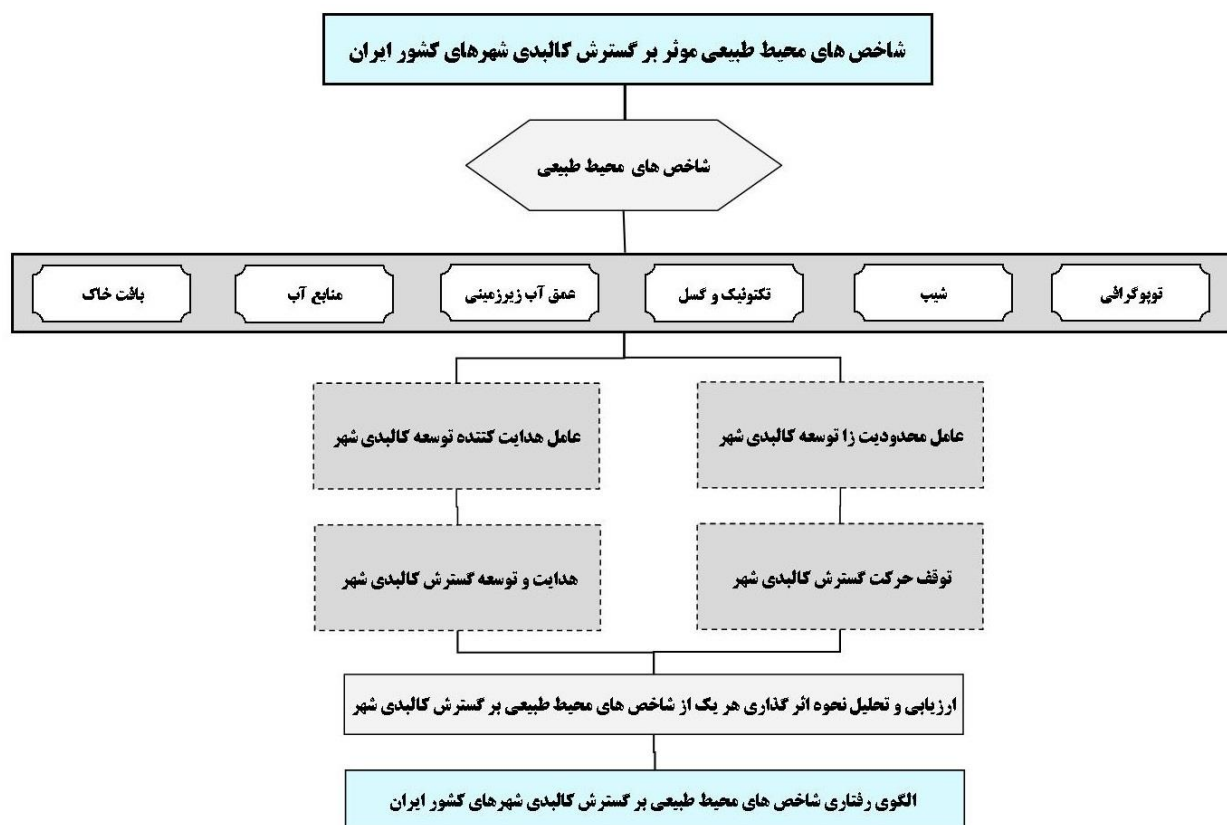 شاخص های محیط طبیعی موثر بر گسترش کالبدی شهرهای کشور ایران
شاخص های محیط طبیعی
توپوگرافی
شیب
تکتونیک و گسل
عمق آب زیرزمینی
منابع آب
بافت خاک
عامل محدودیت زا توسعه کالبدی شهر
عامل هدایت کننده توسعه کالبدی شهر
توقف حرکت گسترش کالبدی شهر
هدایت و توسعه گسترش کالبدی شهر
ارزیابی و تحلیل نحوه اثر گذاری هر یک از شاخص های محیط طبیعی بر گسترش کالبدی شهر
الگوی رفتاری شاخص های محیط طبیعی بر گسترش کالبدی شهرهای کشور ایران